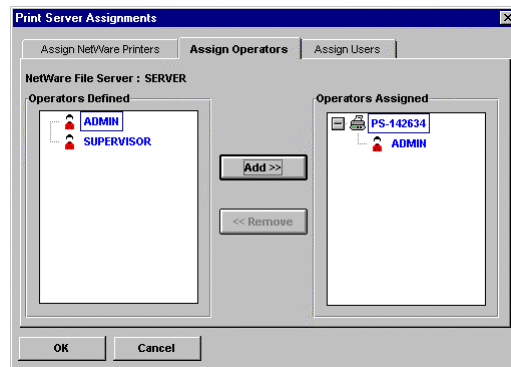 Print Server Assignments
Assign NetWare Printers
Assign Operators
Assign Users
NetWare File Server : SERVER
Operators Defined
ADMIN
SUPERVISOR
Add >>
<< Remove
Operators Assigned
PS-142634
ADMIN
OK
Cancel